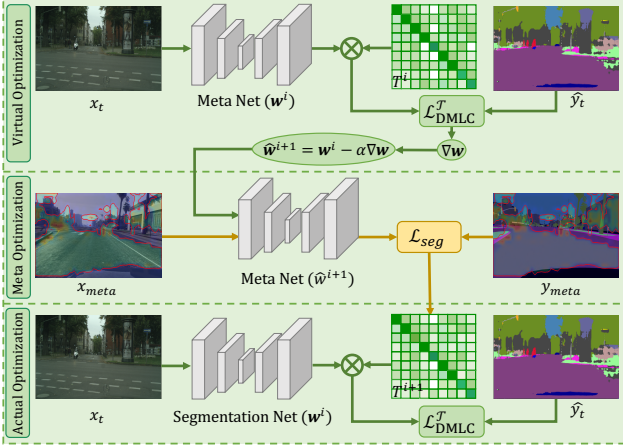 Virtual Optimization
x_t
Meta Net (w^i)
T^i
ŷ_t
ℒ^𝒯_DMLC
ŵ^{i+1} = w^i − α∇w
∇w
Meta Optimization
x_meta
Meta Net (ŵ^{i+1})
ℒ_seg
y_meta
Actual Optimization
x_t
Segmentation Net (w^i)
T^{i+1}
ℒ^𝒯_DMLC
ŷ_t